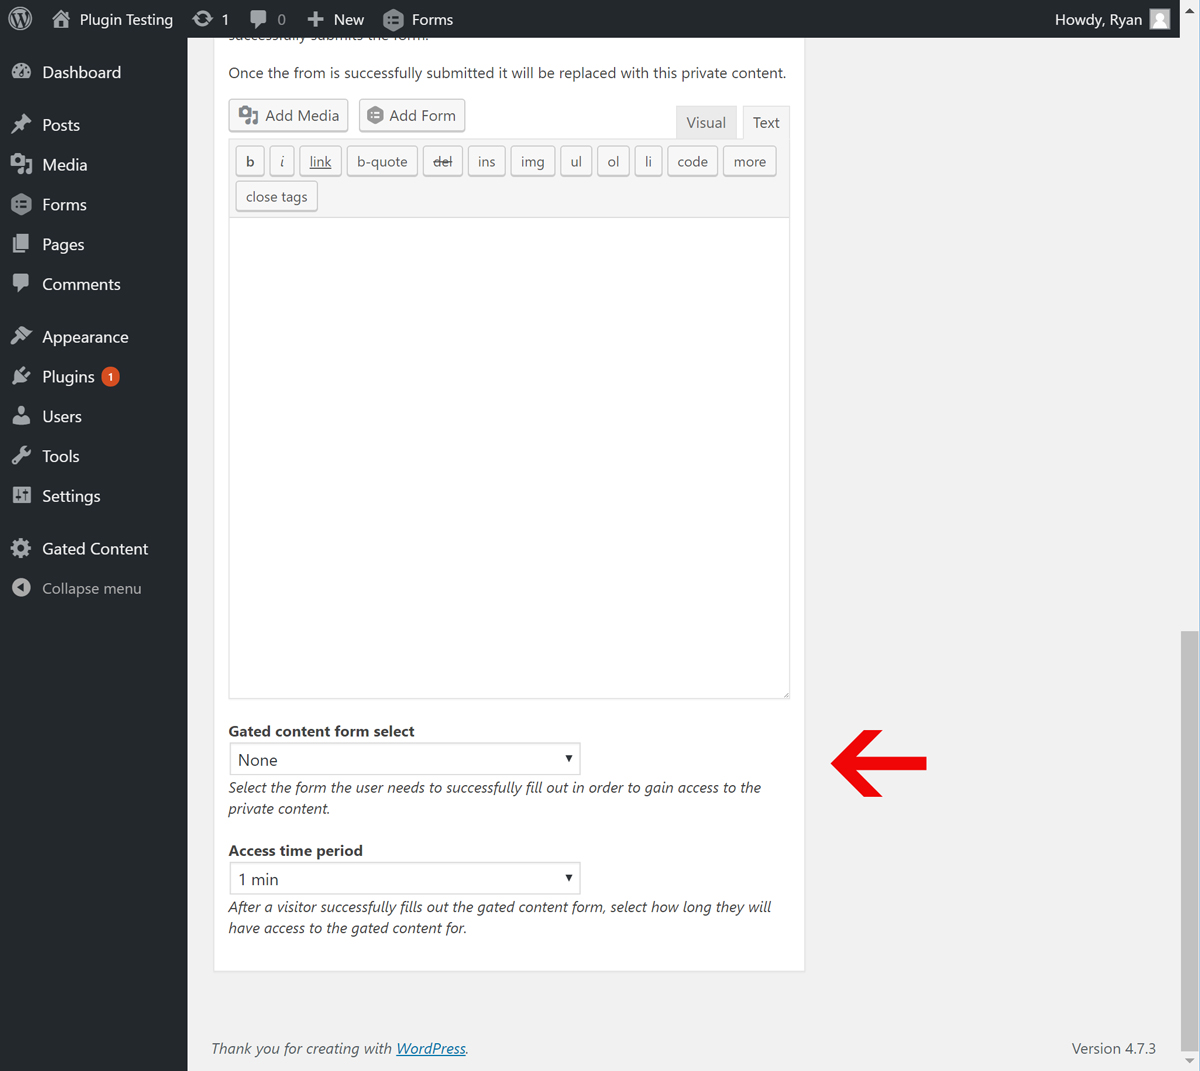 Plugin Testing 1 0 New Forms Howdy, Ryan
Dashboard
Posts
Media
Forms
Pages
Comments
Appearance
Plugins 1
Users
Tools
Settings
Gated Content
Collapse menu
successfully submits the form.
Once the from is successfully submitted it will be replaced with this private content.
Add Media Add Form
Visual Text
b i link b-quote del ins img ul ol li code more
close tags
Gated content form select
None
Select the form the user needs to successfully fill out in order to gain access to the
private content.
Access time period
1 min
After a visitor successfully fills out the gated content form, select how long they will
have access to the gated content for.
Thank you for creating with WordPress. Version 4.7.3